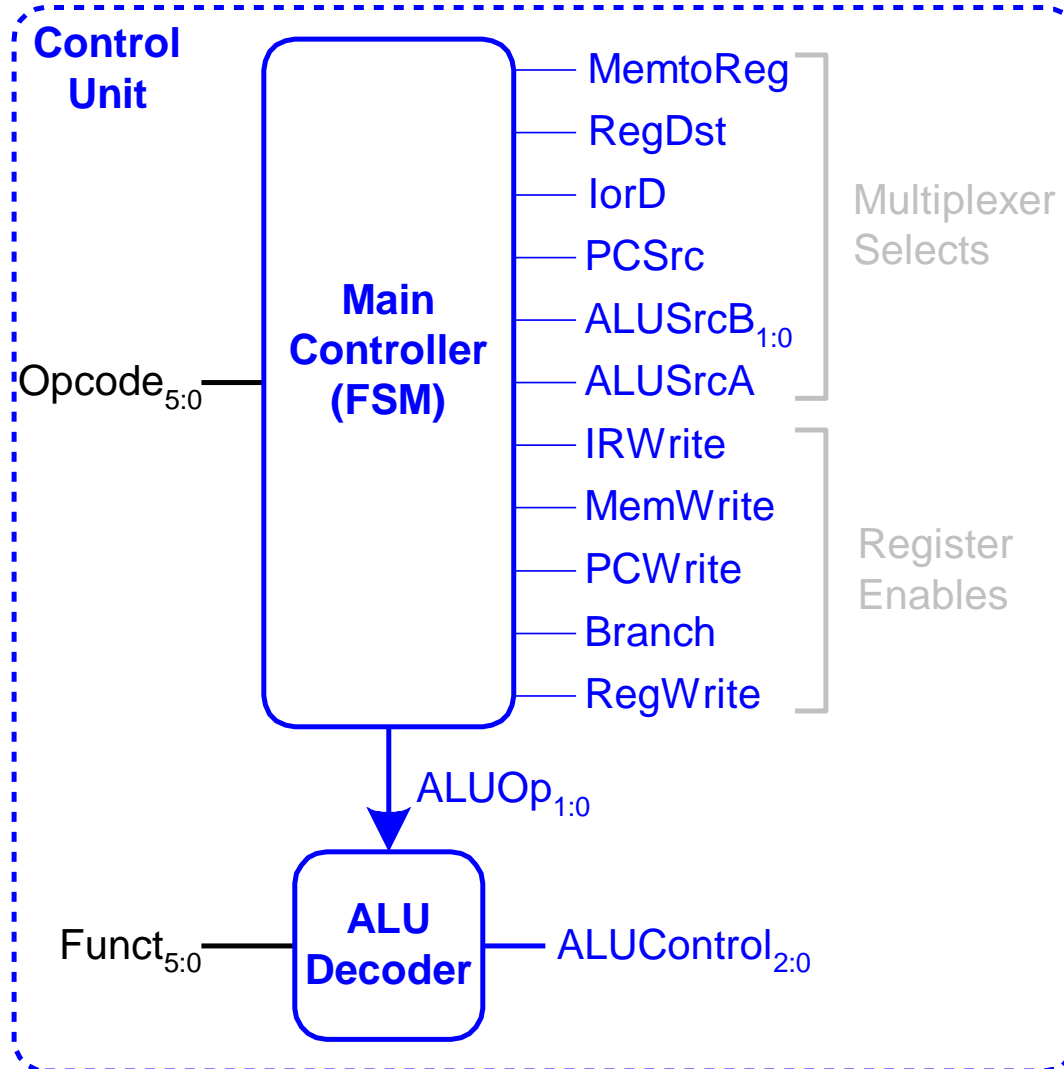 Control
Unit
Main
Controller
(FSM)
Opcode5:0
MemtoReg
RegDst
IorD
PCSrc
ALUSrcB1:0
ALUSrcA
IRWrite
MemWrite
PCWrite
Branch
RegWrite
Multiplexer
Selects
Register
Enables
ALUOp1:0
ALU
Decoder
Funct5:0
ALUControl2:0